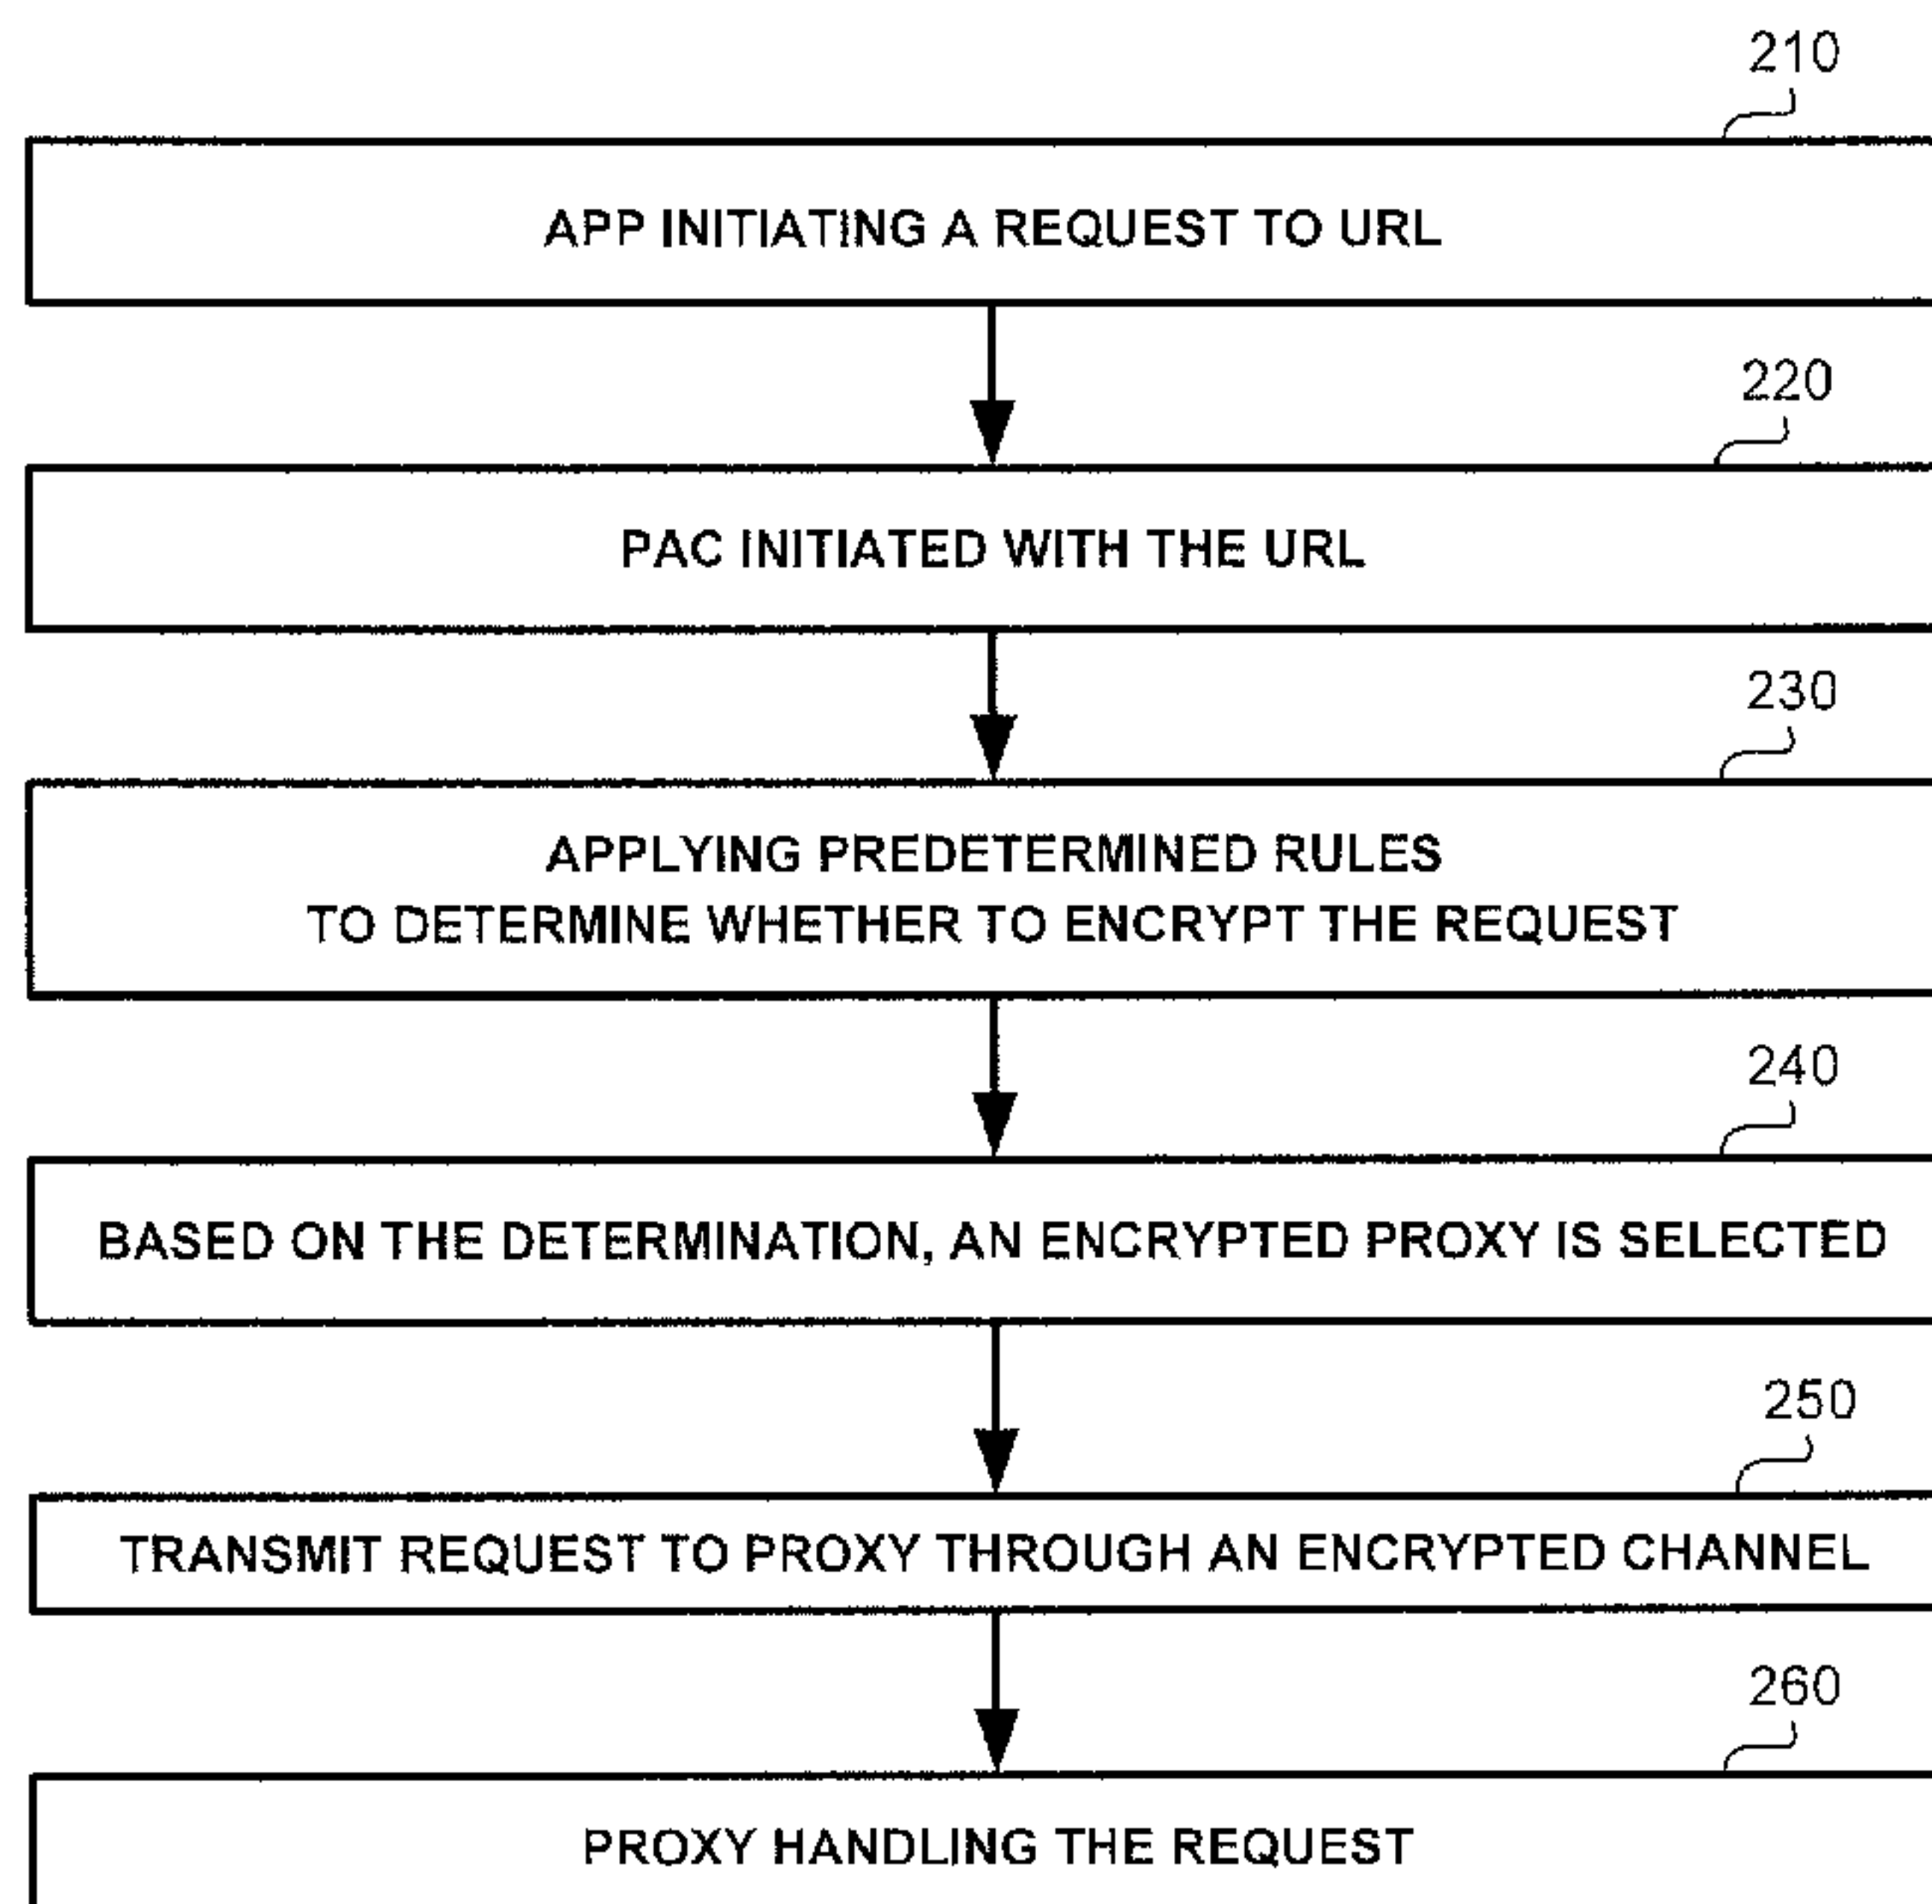 210
APP INITIATING A REQUEST TO URL
220
PAC INITIATED WITH THE URL
230
APPLYING PREDETERMINED RULES
TO DETERMINE WHETHER TO ENCRYPT THE REQUEST
240
BASED ON THE DETERMINATION, AN ENCRYPTED PROXY IS SELECTED
250
TRANSMIT REQUEST TO PROXY THROUGH AN ENCRYPTED CHANNEL
260
PROXY HANDLING THE REQUEST